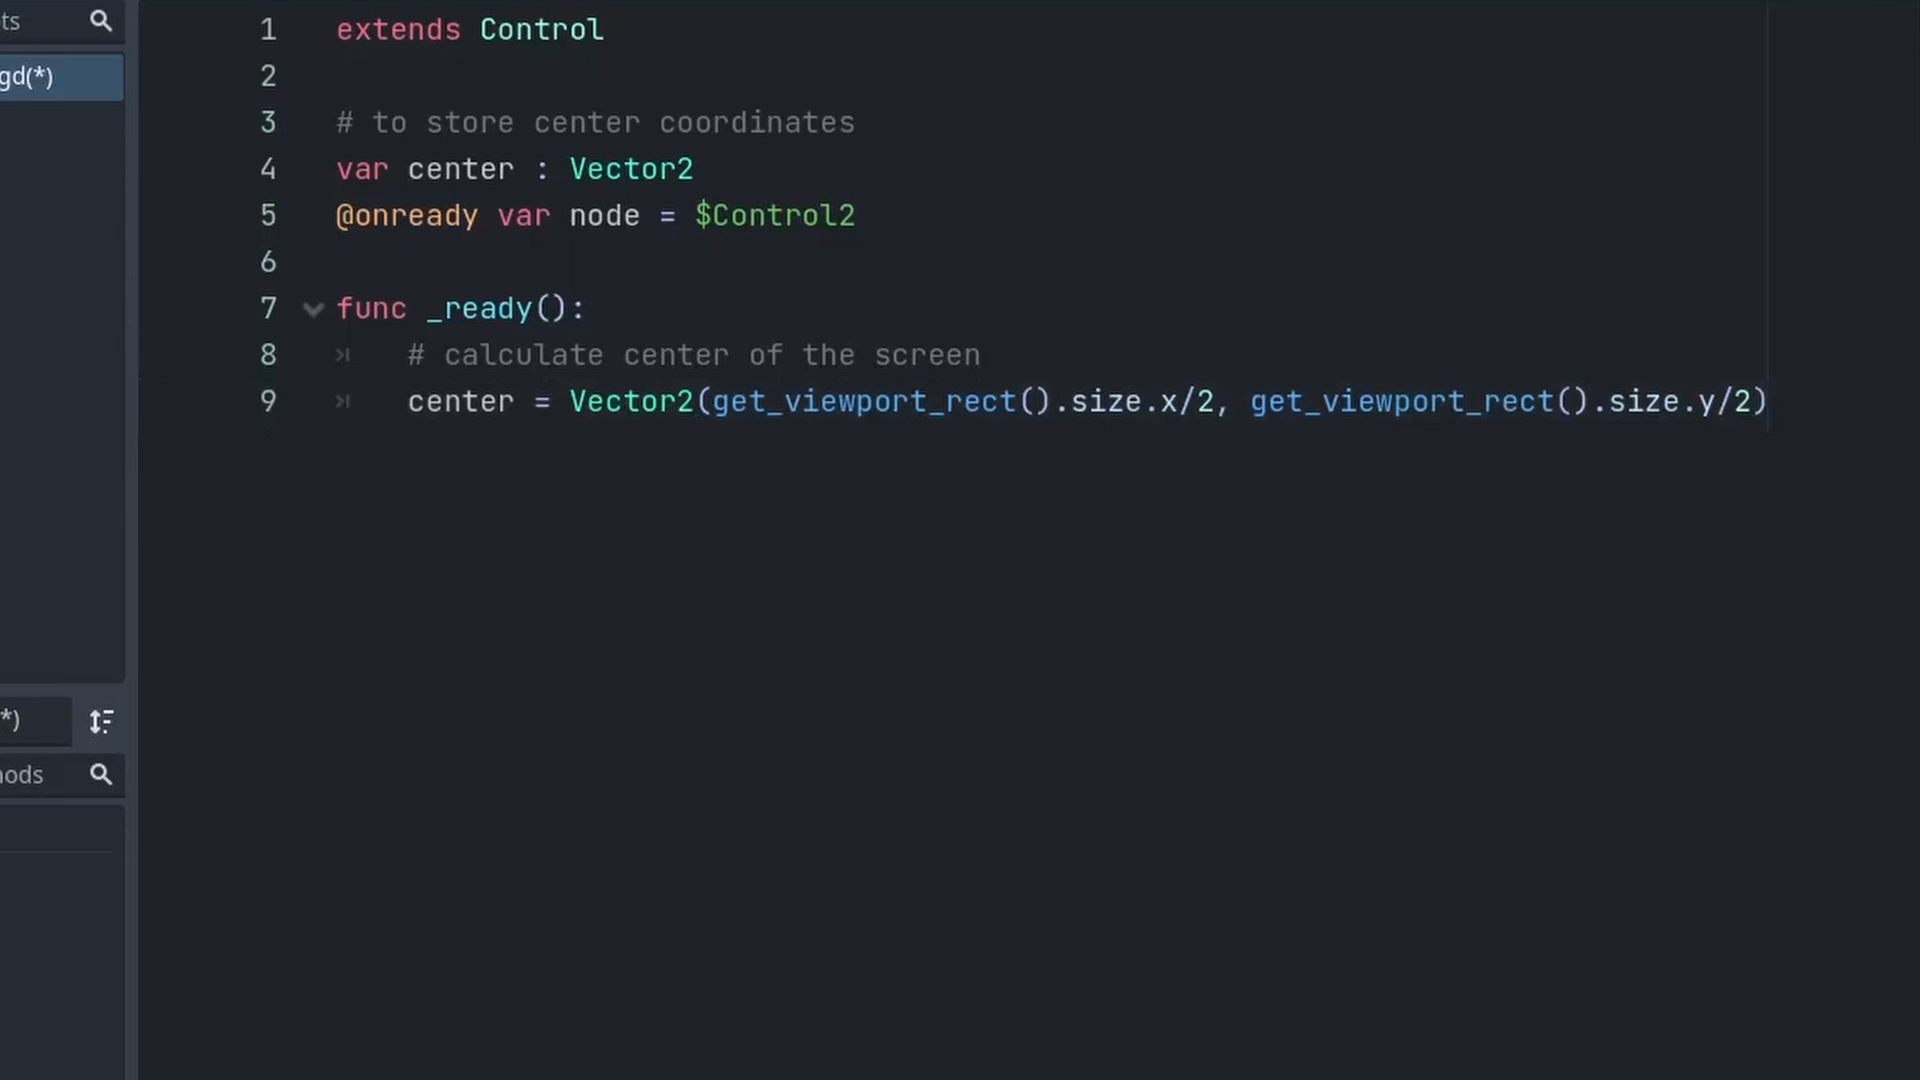 ts
gd(*)
*)
nods
1 extends Control
2
3 # to store center coordinates
4 var center : Vector2
5 @onready var node = $Control2
6
7 func _ready():
8 # calculate center of the screen
9 center = Vector2(get_viewport_rect().size.x/2, get_viewport_rect().size.y/2)